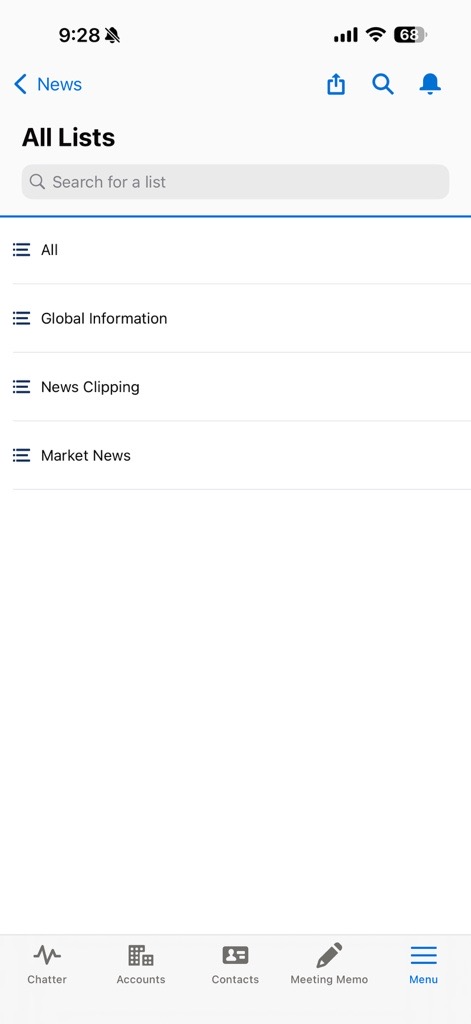 9:28
68
News
All Lists
Search for a list
All
Global Information
News Clipping
Market News
Chatter
Accounts
Contacts
Meeting Memo
Menu